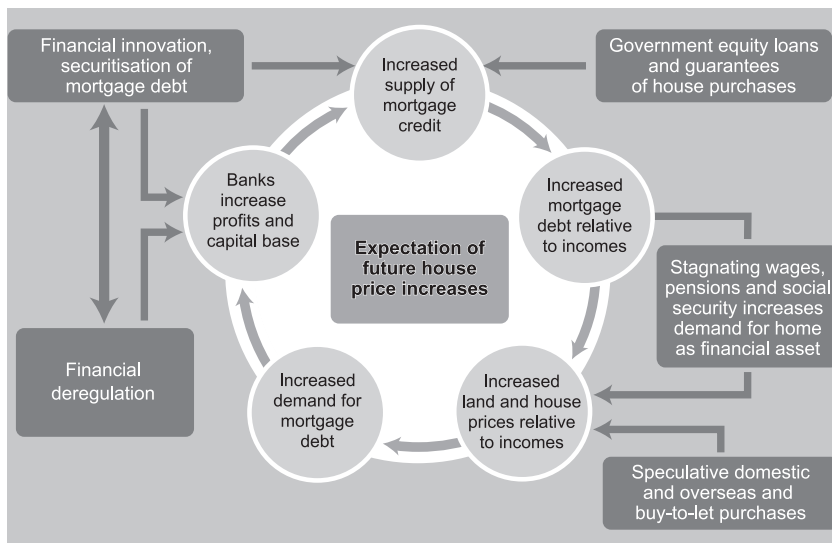 Financial innovation,
securitisation of
mortgage debt
Increased
supply of
mortgage
credit
Government equity loans
and guarantees
of house purchases
Banks
increase
profits and
capital base
Increased
mortgage
debt relative
to incomes
Expectation of
future house
price increases
Stagnating wages,
pensions and social
security increases
demand for home
as financial asset
Financial
deregulation
Increased
demand for
mortgage
debt
Increased
land and house
prices relative
to incomes
Speculative domestic
and overseas and
buy-to-let purchases